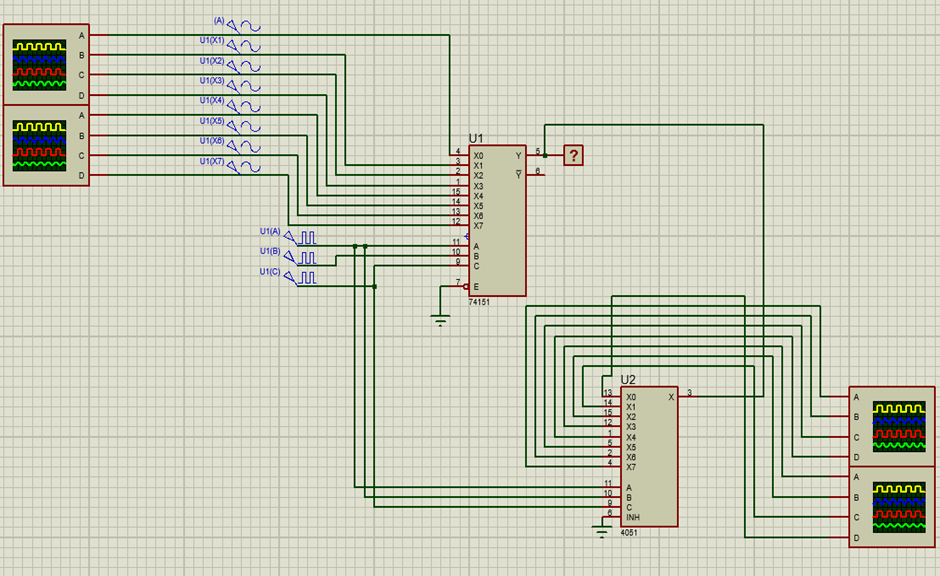 A
B
C
D
A
B
C
D
(A)
U1(X1)
U1(X2)
U1(X3)
U1(X4)
U1(X5)
U1(X6)
U1(X7)
U1(A)
U1(B)
U1(C)
U1
4 X0 Y 5 ?
3 X1
2 X2 Y 6
1 X3
15 X4
14 X5
13 X6
12 X7
11 A
10 B
9 C
7 E
74151
U2
13 X0 X 3
14 X1
15 X2
12 X3
1 X4
5 X5
2 X6
4 X7
11 A
10 B
9 C
6 INH
4051
A
B
C
D
A
B
C
D